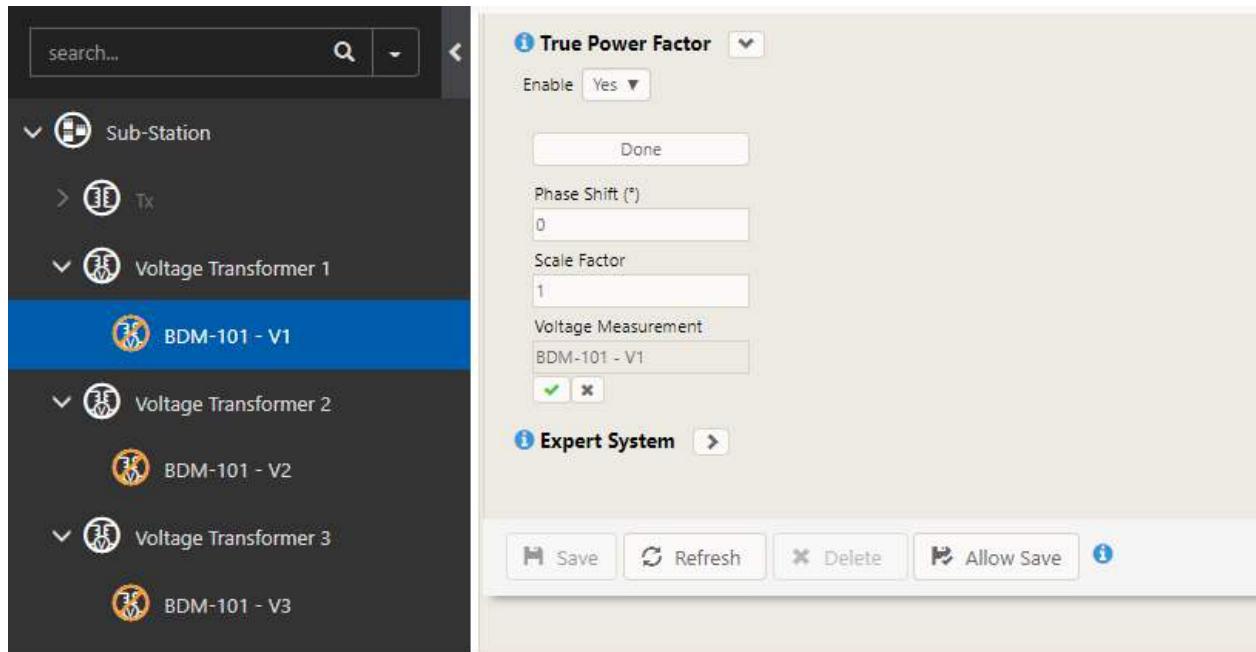 search...
Sub-Station
Tx
Voltage Transformer 1
BDM-101 - V1
Voltage Transformer 2
BDM-101 - V2
Voltage Transformer 3
BDM-101 - V3
True Power Factor
Enable Yes
Done
Phase Shift (°)
0
Scale Factor
1
Voltage Measurement
BDM-101 - V1
Expert System
Save Refresh Delete Allow Save